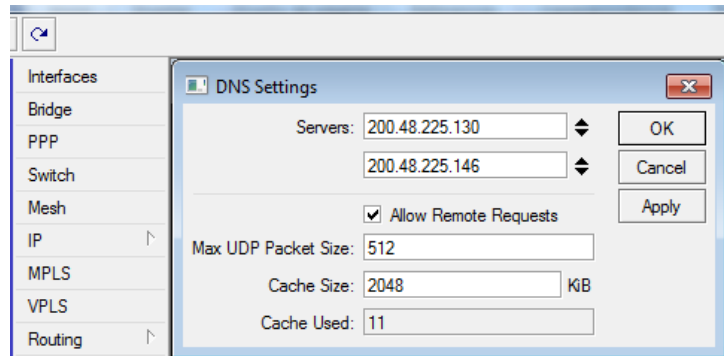 Interfaces
Bridge
PPP
Switch
Mesh
IP
MPLS
VPLS
Routing
DNS Settings
Servers: 200.48.225.130
200.48.225.146
Allow Remote Requests
Max UDP Packet Size: 512
Cache Size: 2048 KiB
Cache Used: 11
OK
Cancel
Apply